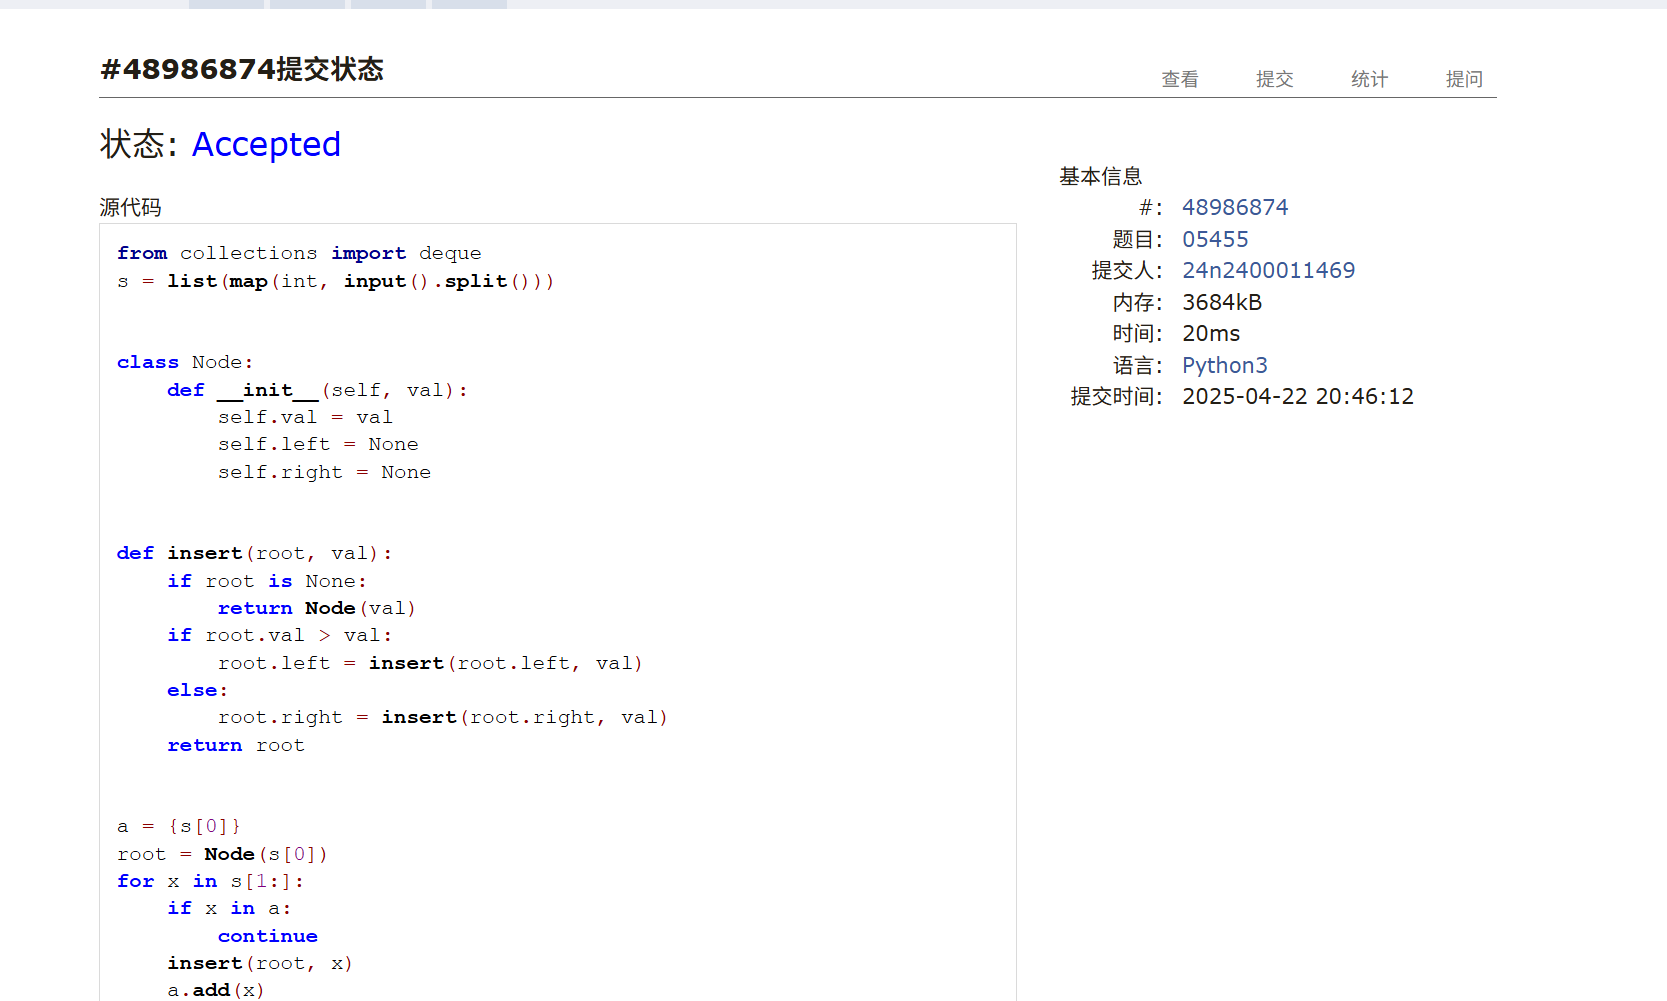 #48986874提交状态
查看 提交 统计 提问
状态: Accepted
源代码
from collections import deque
s = list(map(int, input().split()))
class Node:
    def __init__(self, val):
        self.val = val
        self.left = None
        self.right = None
def insert(root, val):
    if root is None:
        return Node(val)
    if root.val > val:
        root.left = insert(root.left, val)
    else:
        root.right = insert(root.right, val)
    return root
a = {s[0]}
root = Node(s[0])
for x in s[1:]:
    if x in a:
        continue
    insert(root, x)
    a.add(x)
基本信息
#: 48986874
题目: 05455
提交人: 24n2400011469
内存: 3684kB
时间: 20ms
语言: Python3
提交时间: 2025-04-22 20:46:12